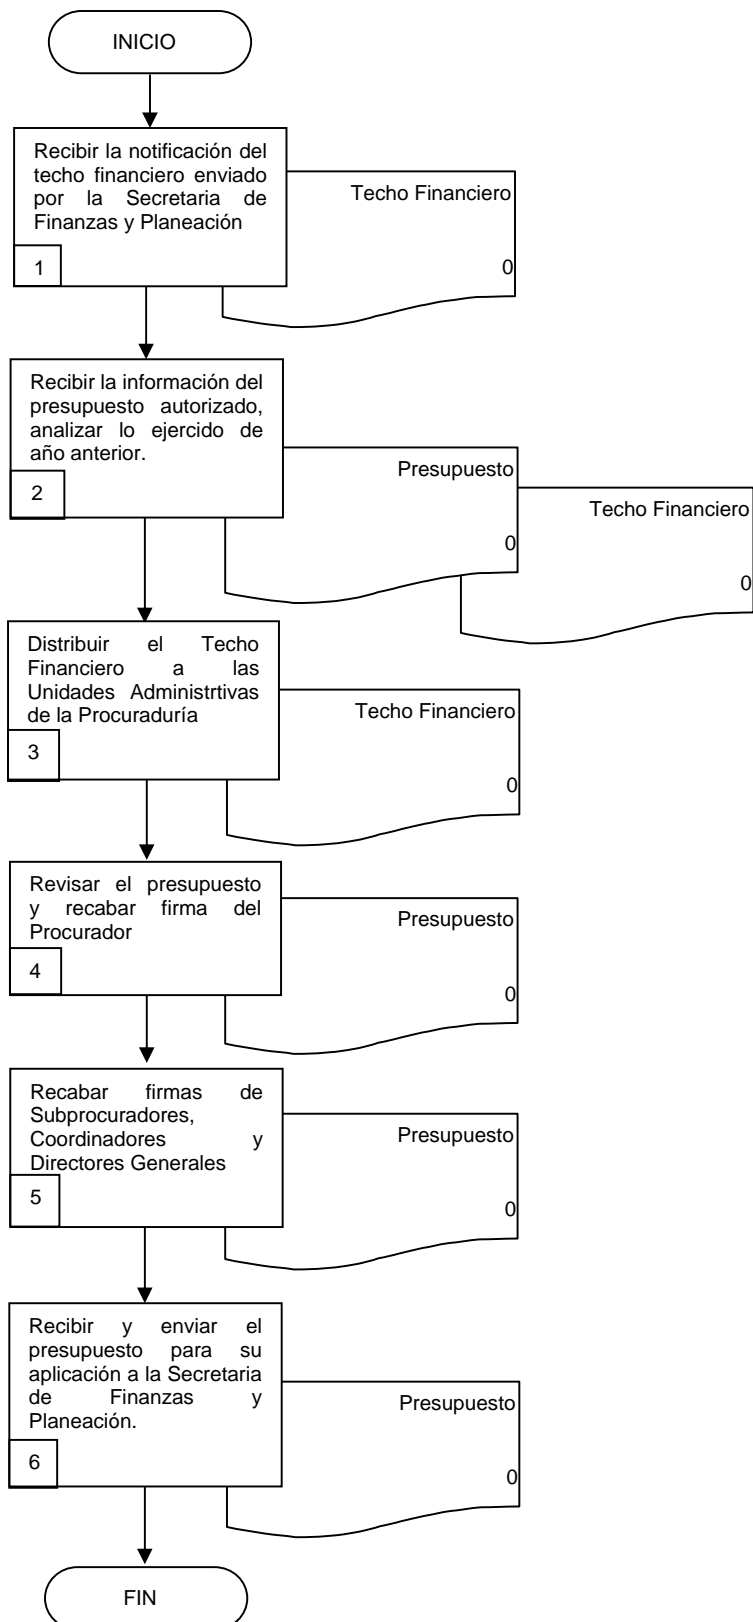 INICIO
Recibir la notificación del
techo financiero enviado
por la Secretaria de
Finanzas y Planeación
1
Techo Financiero
0
Recibir la información del
presupuesto autorizado,
analizar lo ejercido de
año anterior.
2
Presupuesto
0
Techo Financiero
0
Distribuir el Techo
Financiero a las
Unidades Administrtivas
de la Procuraduría
3
Techo Financiero
0
Revisar el presupuesto
y recabar firma del
Procurador
4
Presupuesto
0
Recabar firmas de
Subprocuradores,
Coordinadores y
Directores Generales
5
Presupuesto
0
Recibir y enviar el
presupuesto para su
aplicación a la Secretaria
de Finanzas y
Planeación.
6
Presupuesto
0
FIN